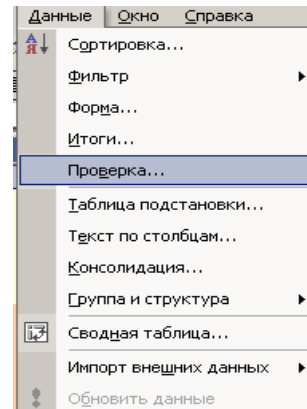 Данные Окно Справка
Сортировка...
Фильтр
Форма...
Итоги...
Проверка...
Таблица подстановки...
Текст по столбцам...
Консолидация...
Группа и структура
Сводная таблица...
Импорт внешних данных
Обновить данные